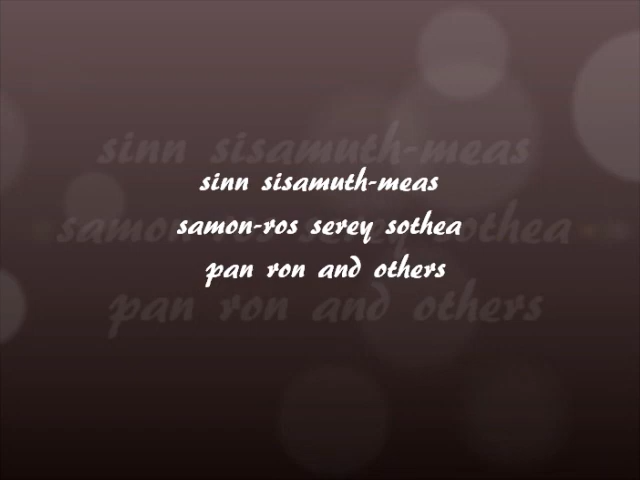 sinn sisamuth-meas
samon-ros serey sothea
pan ron and others